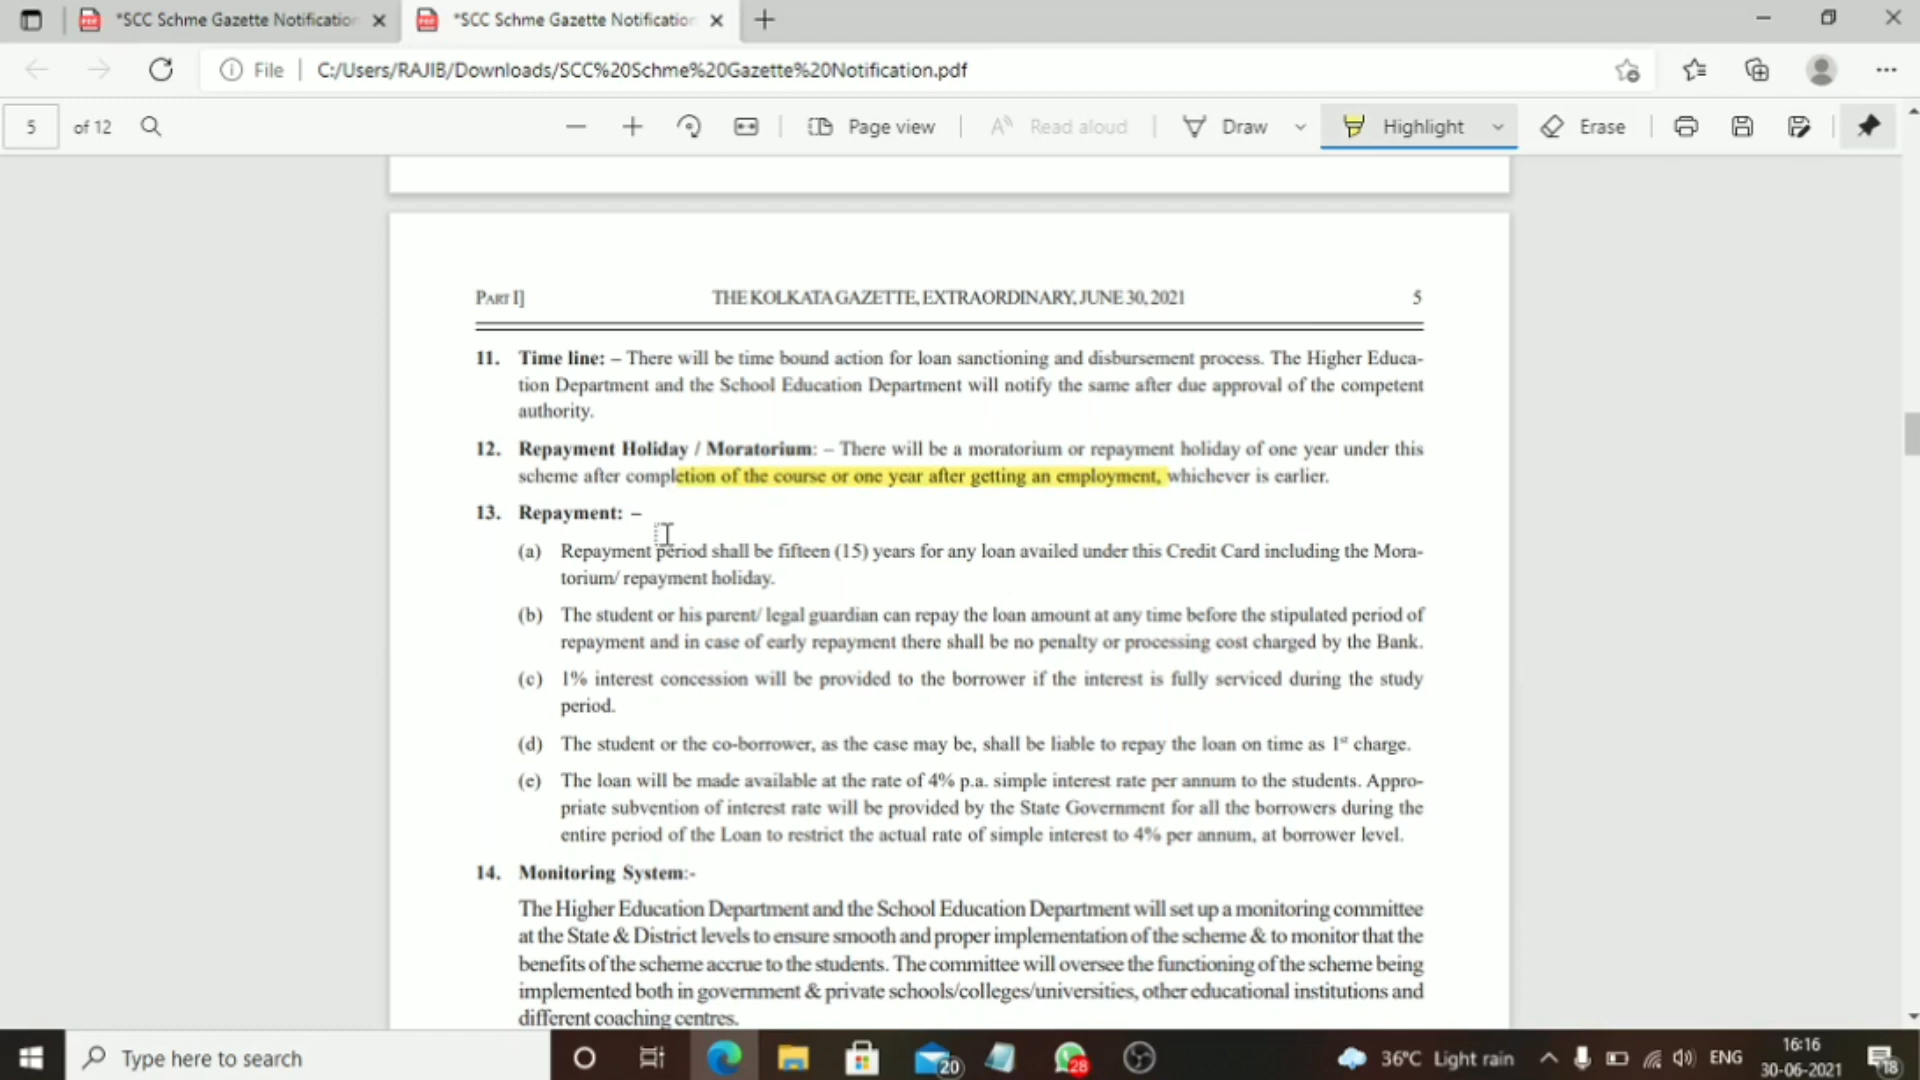 *SCC Schme Gazette Notificatio
*SCC Schme Gazette Notificatio
File
C:/Users/RAJIB/Downloads/SCC%20Schme%20Gazette%20Notification.pdf
5 of 12
Page view
Read aloud
Draw
Highlight
Erase
PART I] THE KOLKATA GAZETTE, EXTRAORDINARY, JUNE 30, 2021 5
11. Time line: – There will be time bound action for loan sanctioning and disbursement process. The Higher Educa-
tion Department and the School Education Department will notify the same after due approval of the competent
authority.
12. Repayment Holiday / Moratorium: – There will be a moratorium or repayment holiday of one year under this
scheme after completion of the course or one year after getting an employment, whichever is earlier.
13. Repayment: –
(a) Repayment period shall be fifteen (15) years for any loan availed under this Credit Card including the Mora-
torium/ repayment holiday.
(b) The student or his parent/ legal guardian can repay the loan amount at any time before the stipulated period of
repayment and in case of early repayment there shall be no penalty or processing cost charged by the Bank.
(c) 1% interest concession will be provided to the borrower if the interest is fully serviced during the study
period.
(d) The student or the co-borrower, as the case may be, shall be liable to repay the loan on time as 1st charge.
(e) The loan will be made available at the rate of 4% p.a. simple interest rate per annum to the students. Appro-
priate subvention of interest rate will be provided by the State Government for all the borrowers during the
entire period of the Loan to restrict the actual rate of simple interest to 4% per annum, at borrower level.
14. Monitoring System:-
The Higher Education Department and the School Education Department will set up a monitoring committee
at the State & District levels to ensure smooth and proper implementation of the scheme & to monitor that the
benefits of the scheme accrue to the students. The committee will oversee the functioning of the scheme being
implemented both in government & private schools/colleges/universities, other educational institutions and
different coaching centres.
Type here to search
20
28
36°C Light rain
ENG
16:16
30-06-2021
18